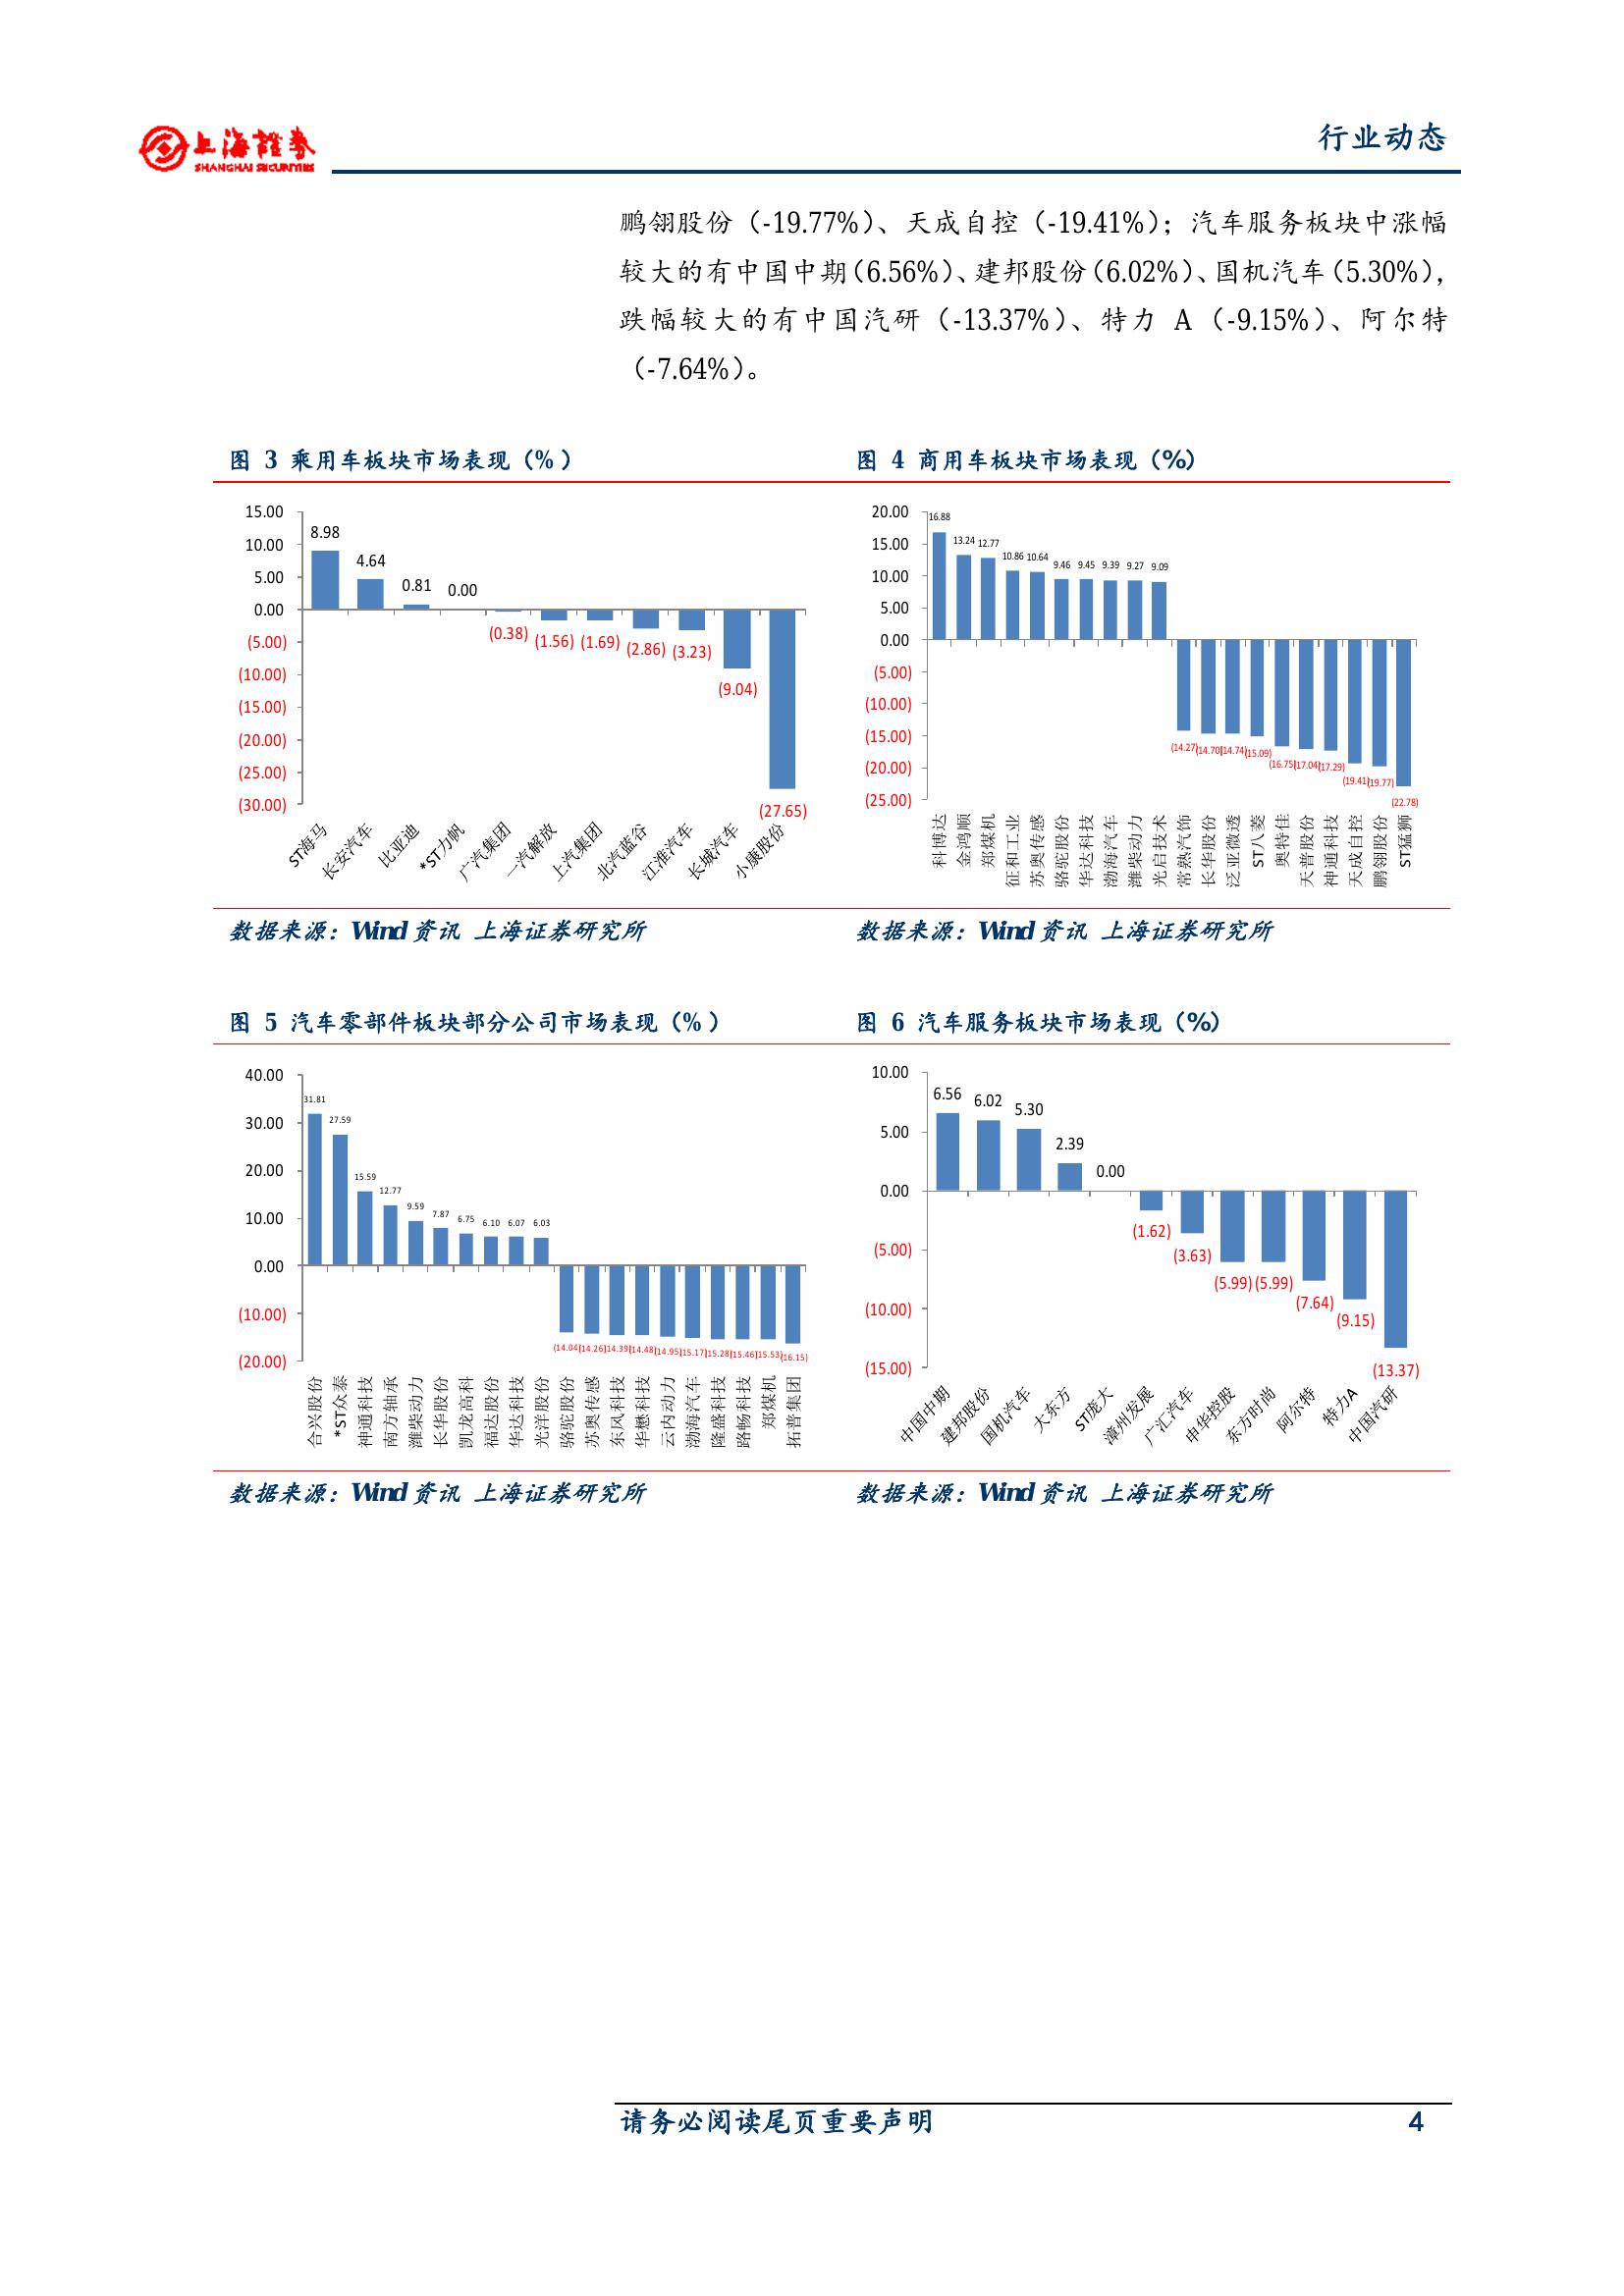 上海證券
SHANGHAI SECURITIES
行业动态
鹏翎股份（-19.77%）、天成自控（-19.41%）；汽车服务板块中涨幅
较大的有中国中期（6.56%）、建邦股份（6.02%）、国机汽车（5.30%），
跌幅较大的有中国汽研（-13.37%）、特力 A（-9.15%）、阿尔特
（-7.64%）。
图 3 乘用车板块市场表现（%）
15.00
10.00
5.00
0.00
(5.00)
(10.00)
(15.00)
(20.00)
(25.00)
(30.00)
8.98
4.64
0.81
0.00
(0.38)
(1.56)
(1.69)
(2.86)
(3.23)
(9.04)
(27.65)
ST海马
长安汽车
比亚迪
*ST力帆
广汽集团
一汽解放
上汽集团
北汽蓝谷
江淮汽车
长城汽车
小康股份
数据来源：Wind 资讯 上海证券研究所
图 4 商用车板块市场表现（%）
20.00
15.00
10.00
5.00
0.00
(5.00)
(10.00)
(15.00)
(20.00)
(25.00)
16.88
13.24
12.77
10.86
10.64
9.46
9.45
9.39
9.27
9.09
(14.27)
(14.70)
(14.74)
(15.09)
(16.75)
(17.04)
(17.29)
(19.41)
(19.77)
(22.78)
科博达
金鸿顺
郑煤机
征和工业
苏奥传感
骆驼股份
华达科技
渤海汽车
潍柴动力
光启技术
常熟汽饰
长华股份
泛亚微透
ST八菱
奥特佳
天普股份
神通科技
天成自控
鹏翎股份
ST猛狮
数据来源：Wind 资讯 上海证券研究所
图 5 汽车零部件板块部分公司市场表现（%）
40.00
30.00
20.00
10.00
0.00
(10.00)
(20.00)
31.81
27.59
15.59
12.77
9.59
7.87
6.75
6.10
6.07
6.03
(14.04)
(14.26)
(14.39)
(14.48)
(14.95)
(15.17)
(15.28)
(15.46)
(15.53)
(16.15)
合兴股份
*ST众泰
神通科技
南方轴承
潍柴动力
长华股份
凯龙高科
福达股份
华达科技
光洋股份
骆驼股份
苏奥传感
东风科技
华懋科技
云内动力
渤海汽车
隆盛科技
路畅科技
郑煤机
拓普集团
数据来源：Wind 资讯 上海证券研究所
图 6 汽车服务板块市场表现（%）
10.00
5.00
0.00
(5.00)
(10.00)
(15.00)
6.56
6.02
5.30
2.39
0.00
(1.62)
(3.63)
(5.99)
(5.99)
(7.64)
(9.15)
(13.37)
中国中期
建邦股份
国机汽车
大东方
ST庞大
漳州发展
广汇汽车
申华控股
东方时尚
阿尔特
特力A
中国汽研
数据来源：Wind 资讯 上海证券研究所
请务必阅读尾页重要声明
4